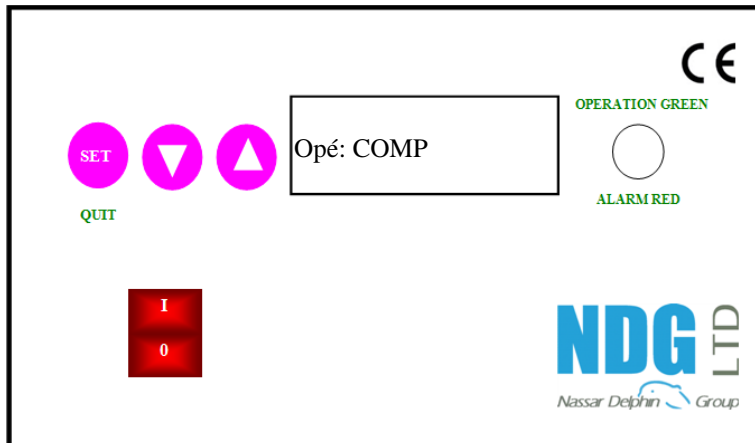 CE
OPERATION GREEN
SET
Opé: COMP
ALARM RED
QUIT
I
0
NDG LTD
Nassar Delphin Group